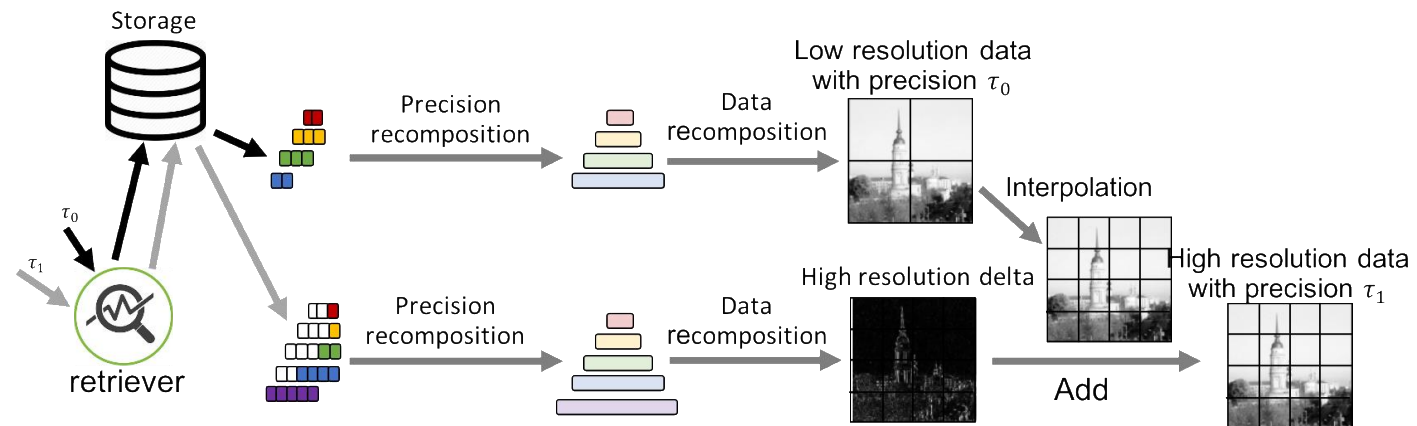 Storage
Precision
recomposition
Data
recomposition
Low resolution data
with precision τ₀
τ₀
τ₁
Interpolation
retriever
Precision
recomposition
Data
recomposition
High resolution delta
Add
High resolution data
with precision τ₁